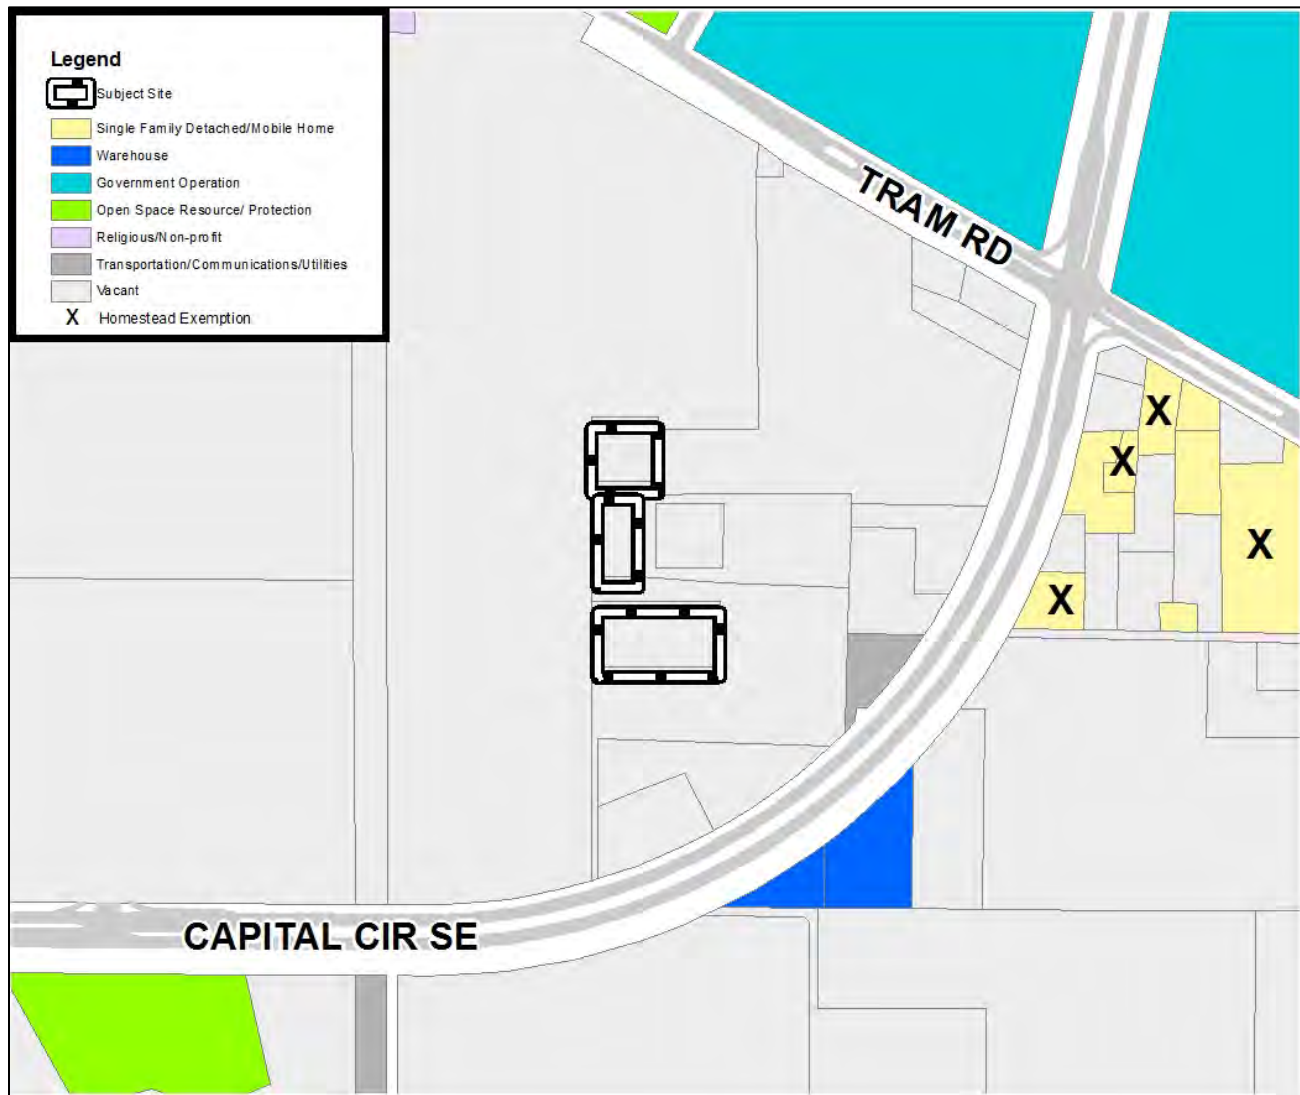 Legend
Subject Site
Single Family Detached/Mobile Home
Warehouse
Government Operation
Open Space Resource/ Protection
Religious/Non-profit
Transportation/Communications/Utilities
Vacant
X Homestead Exemption
TRAM RD
X
X
X
X
CAPITAL CIR SE